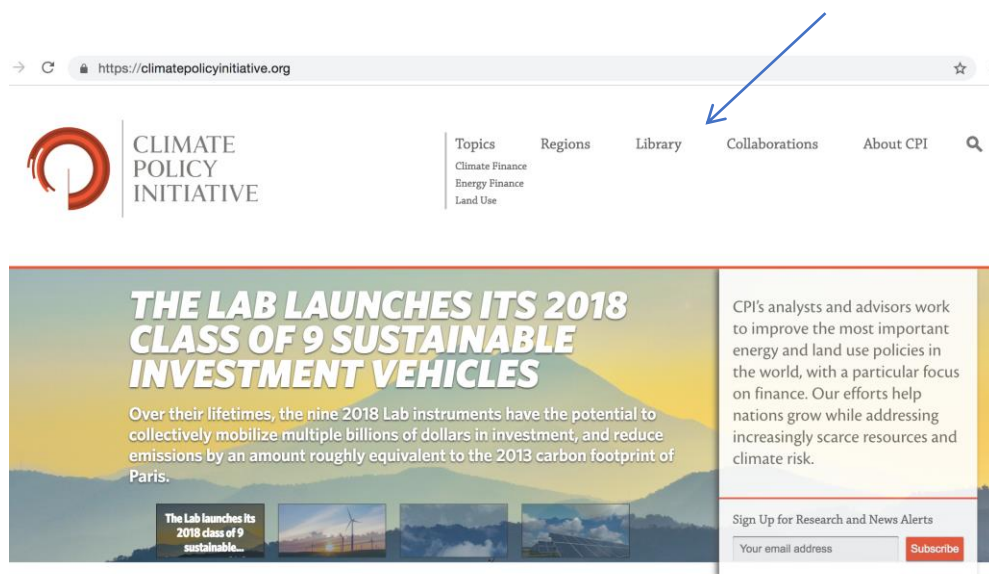 https://climatepolicyinitiative.org
CLIMATE
POLICY
INITIATIVE
Topics Regions Library Collaborations About CPI
Climate Finance
Energy Finance
Land Use
THE LAB LAUNCHES ITS 2018
CLASS OF 9 SUSTAINABLE
INVESTMENT VEHICLES
Over their lifetimes, the nine 2018 Lab instruments have the potential to
collectively mobilize multiple billions of dollars in investment, and reduce
emissions by an amount roughly equivalent to the 2013 carbon footprint of
Paris.
The Lab launches its
2018 class of 9
sustainable...
CPI's analysts and advisors work
to improve the most important
energy and land use policies in
the world, with a particular focus
on finance. Our efforts help
nations grow while addressing
increasingly scarce resources and
climate risk.
Sign Up for Research and News Alerts
Your email address Subscribe